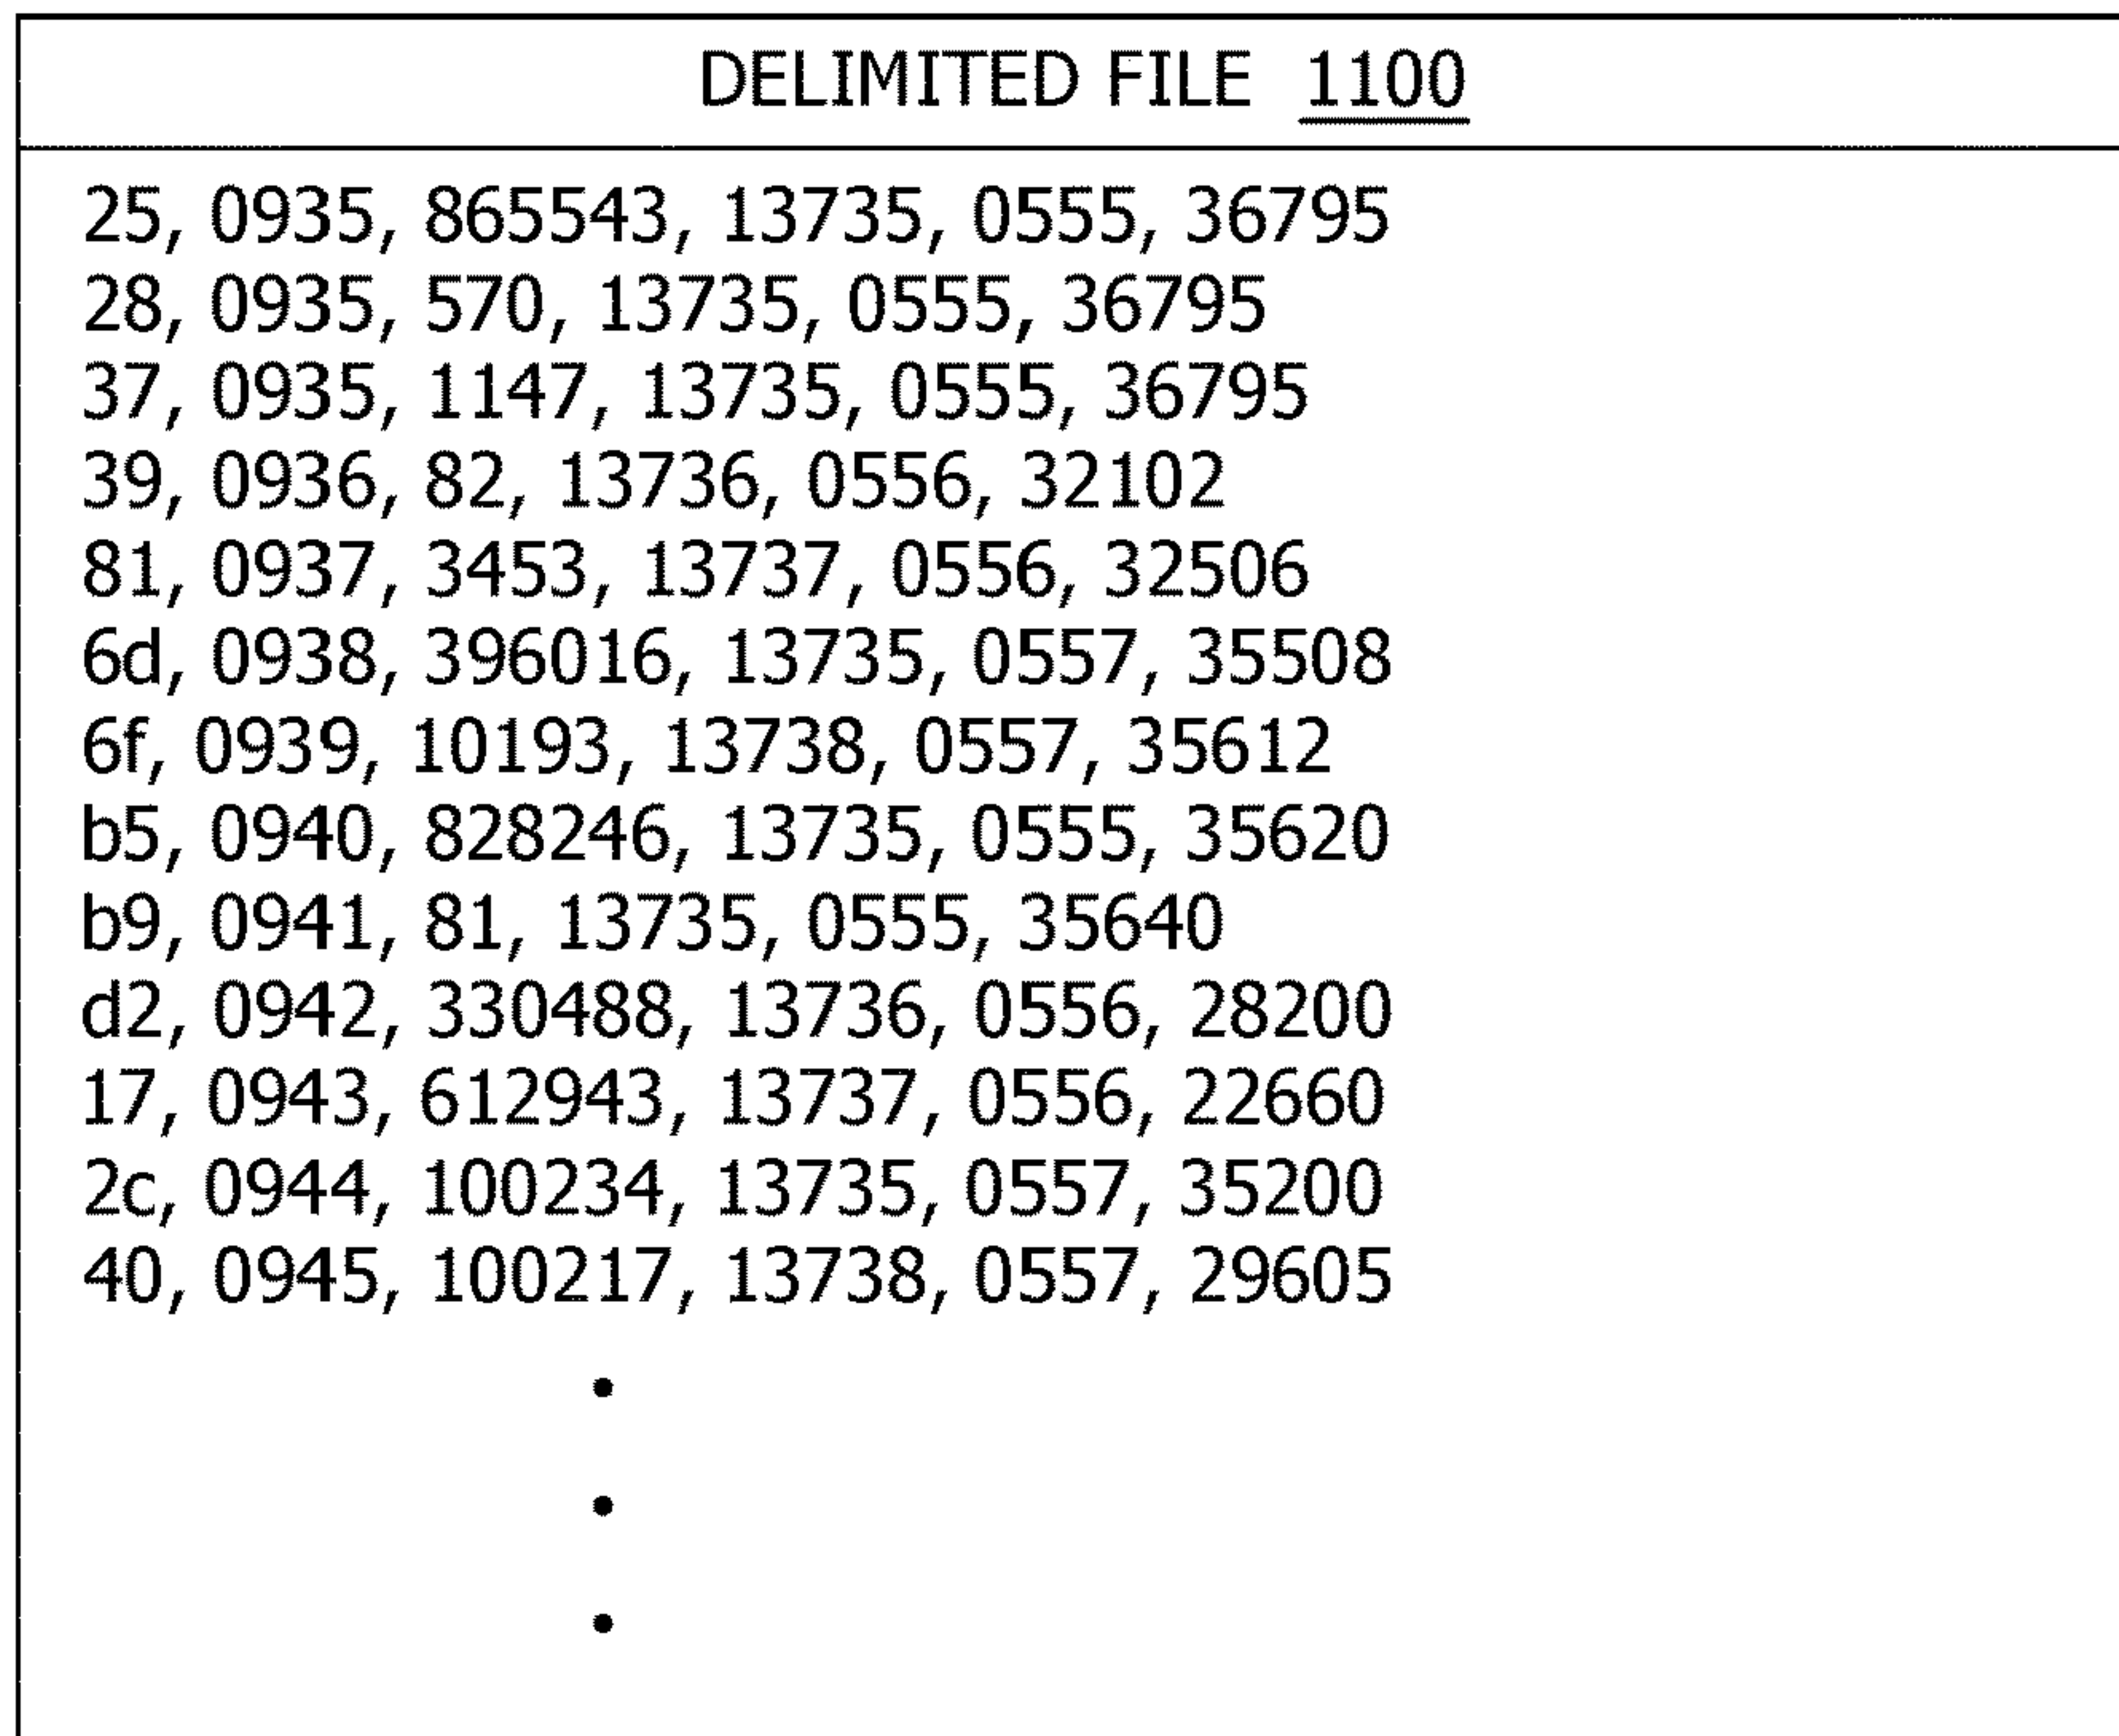 DELIMITED FILE 1100
25, 0935, 865543, 13735, 0555, 36795
28, 0935, 570, 13735, 0555, 36795
37, 0935, 1147, 13735, 0555, 36795
39, 0936, 82, 13736, 0556, 32102
81, 0937, 3453, 13737, 0556, 32506
6d, 0938, 396016, 13735, 0557, 35508
6f, 0939, 10193, 13738, 0557, 35612
b5, 0940, 828246, 13735, 0555, 35620
b9, 0941, 81, 13735, 0555, 35640
d2, 0942, 330488, 13736, 0556, 28200
17, 0943, 612943, 13737, 0556, 22660
2c, 0944, 100234, 13735, 0557, 35200
40, 0945, 100217, 13738, 0557, 29605